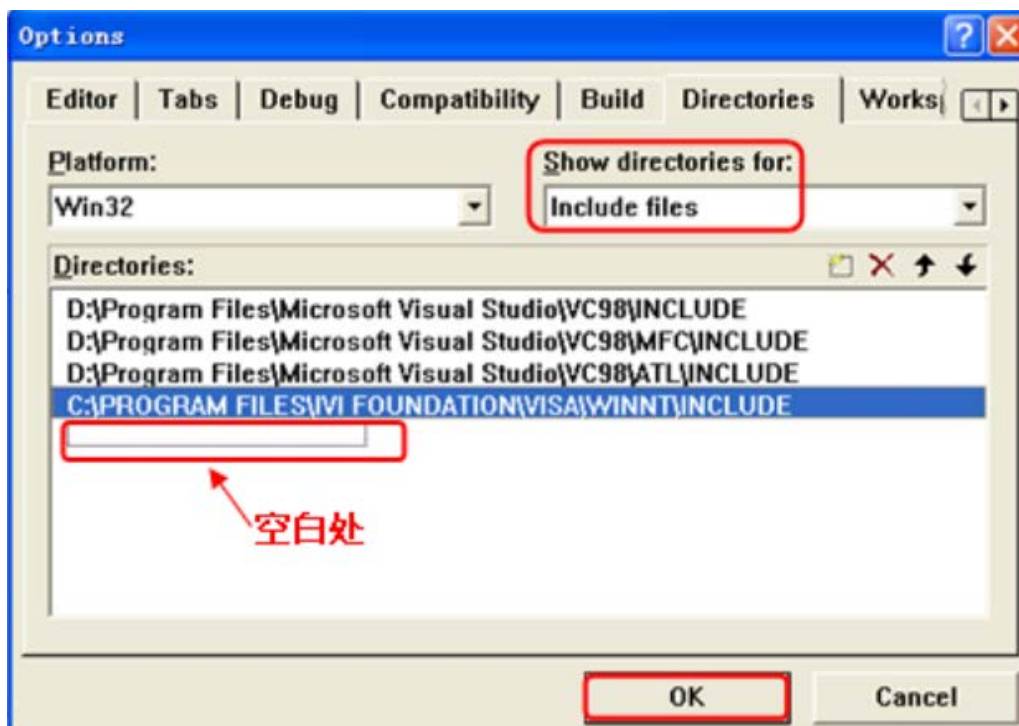 Options
Editor Tabs Debug Compatibility Build Directories Works
Platform: Show directories for:
Win32 Include files
Directories:
D:\Program Files\Microsoft Visual Studio\VC98\INCLUDE
D:\Program Files\Microsoft Visual Studio\VC98\MFC\INCLUDE
D:\Program Files\Microsoft Visual Studio\VC98\ATL\INCLUDE
C:\PROGRAM FILES\IVI FOUNDATION\VISA\WINNT\INCLUDE
空白处
OK Cancel